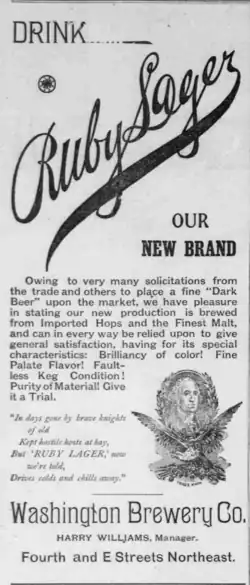 DRINK
Ruby Lager
OUR
NEW BRAND
Owing to very many solicitations from
the trade and others to place a fine "Dark
Beer" upon the market, we have pleasure
in stating our new production is brewed
from Imported Hops and the Finest Malt,
and can in every way be relied upon to give
general satisfaction, having for its special
characteristics: Brilliancy of color! Fine
Palate Flavor! Fault-
less Keg Condition!
Purity of Material! Give
it a Trial.
"In days gone by brave knights
of old
Kept hostile hosts at bay,
But 'RUBY LAGER,' now
we're told,
Drives colds and chills away."
Washington Brewery Co.
HARRY WILLIAMS, Manager.
Fourth and E Streets Northeast.